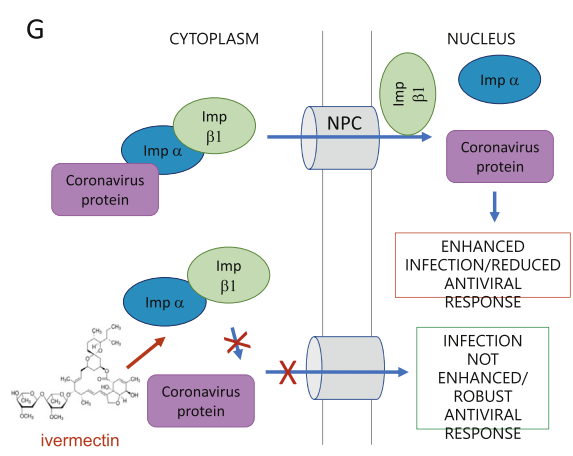 G
CYTOPLASM
NUCLEUS
Imp
β1
Imp α
Coronavirus
protein
NPC
Imp
β1
Imp α
Coronavirus
protein
ENHANCED
INFECTION/REDUCED
ANTIVIRAL
RESPONSE
Imp
β1
Imp α
Coronavirus
protein
ivermectin
INFECTION
NOT
ENHANCED/
ROBUST
ANTIVIRAL
RESPONSE